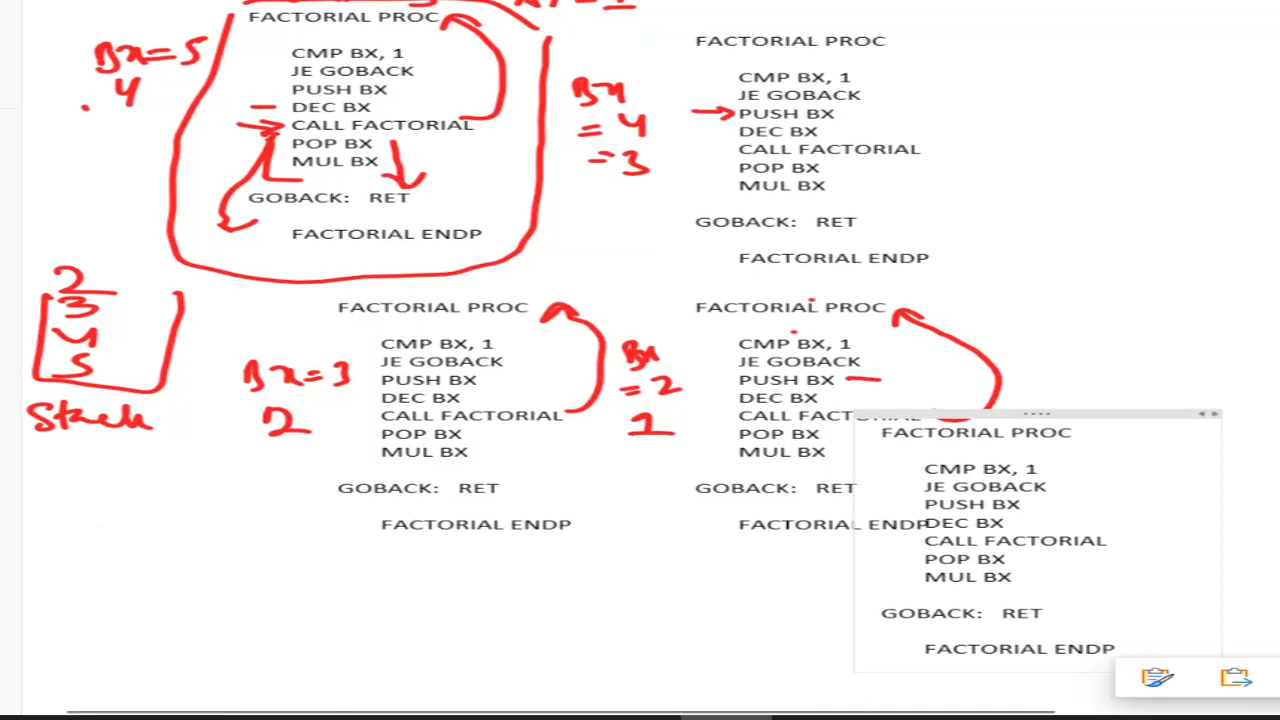 FACTORIAL PROC
CMP BX, 1
JE GOBACK
PUSH BX
DEC BX
CALL FACTORIAL
POP BX
MUL BX
GOBACK: RET
FACTORIAL ENDP
Bx=5
4
FACTORIAL PROC
CMP BX, 1
JE GOBACK
PUSH BX
DEC BX
CALL FACTORIAL
POP BX
MUL BX
GOBACK: RET
FACTORIAL ENDP
Bx
= 4
=3
2
3
4
5
Stack
FACTORIAL PROC
CMP BX, 1
JE GOBACK
PUSH BX
DEC BX
CALL FACTORIAL
POP BX
MUL BX
GOBACK: RET
FACTORIAL ENDP
Bx=3
2
FACTORIAL PROC
CMP BX, 1
JE GOBACK
PUSH BX
DEC BX
CALL
POP BX
MUL BX
GOBACK: RET
FACTORIAL ENDP
Bx
=2
1
FACTORIAL PROC
CMP BX, 1
JE GOBACK
PUSH BX
DEC BX
CALL FACTORIAL
POP BX
MUL BX
GOBACK: RET
FACTORIAL ENDP